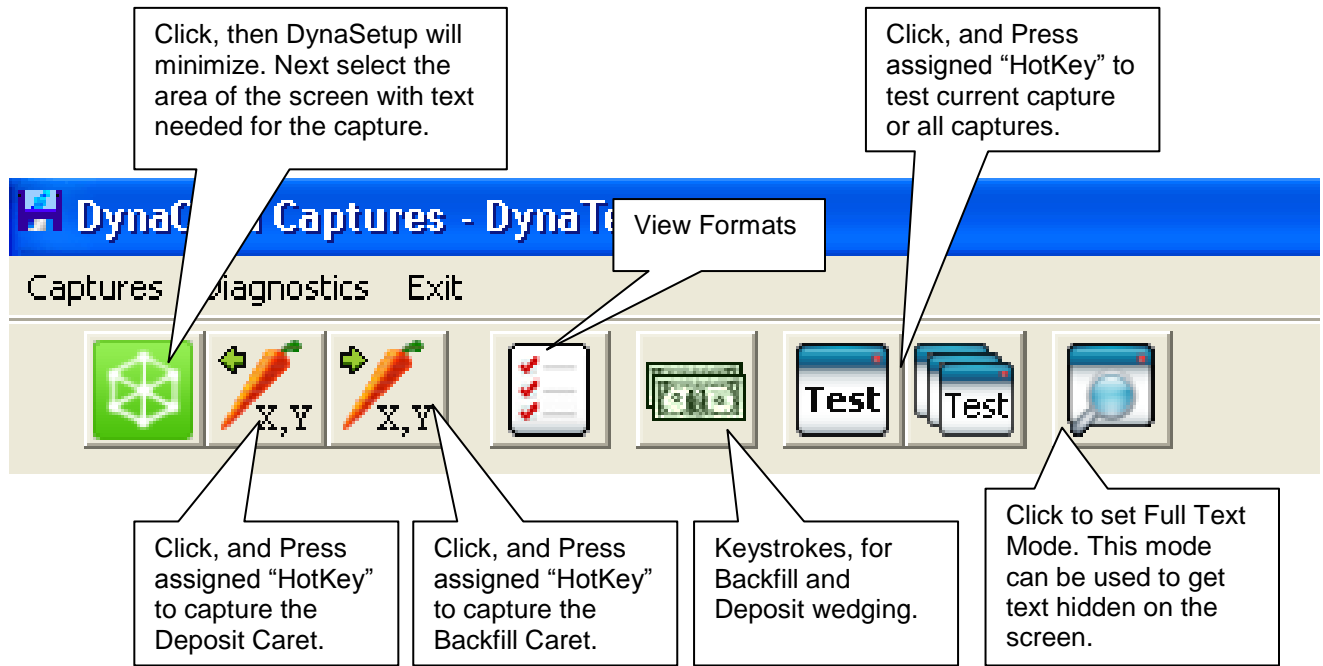 Click, then DynaSetup will
minimize. Next select the
area of the screen with text
needed for the capture.
Click, and Press
assigned “HotKey” to
test current capture
or all captures.
Captures - DynaTe
View Formats
Captures Diagnostics Exit
X,Y
X,Y
Test
Test
Click, and Press
assigned “HotKey”
to capture the
Deposit Caret.
Click, and Press
assigned “HotKey”
to capture the
Backfill Caret.
Keystrokes, for
Backfill and
Deposit wedging.
Click to set Full Text
Mode. This mode
can be used to get
text hidden on the
screen.